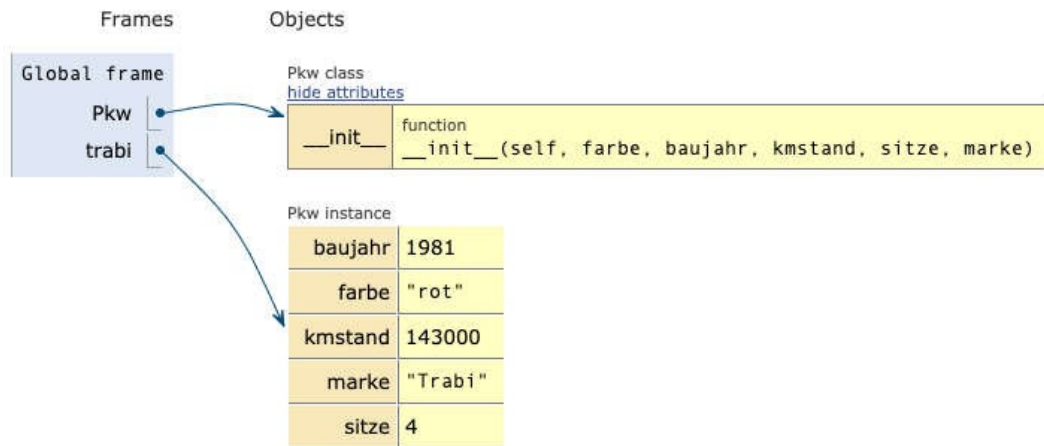 Frames Objects
Global frame
Pkw
trabi
Pkw class
hide attributes
__init__ function
__init__(self, farbe, baujahr, kmstand, sitze, marke)
Pkw instance
baujahr 1981
farbe "rot"
kmstand 143000
marke "Trabi"
sitze 4